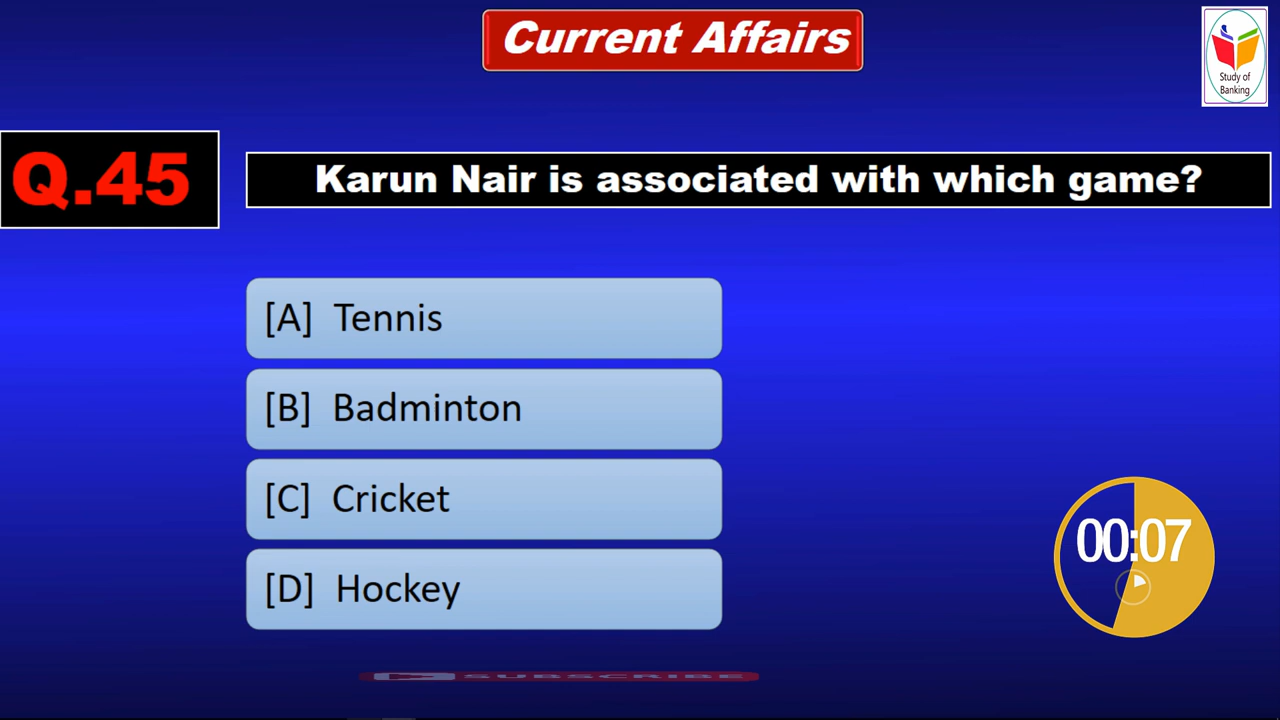 Current Affairs
Study of
Banking
Q.45
Karun Nair is associated with which game?
[A] Tennis
[B] Badminton
[C] Cricket
[D] Hockey
00:07
SUBSCRIBE